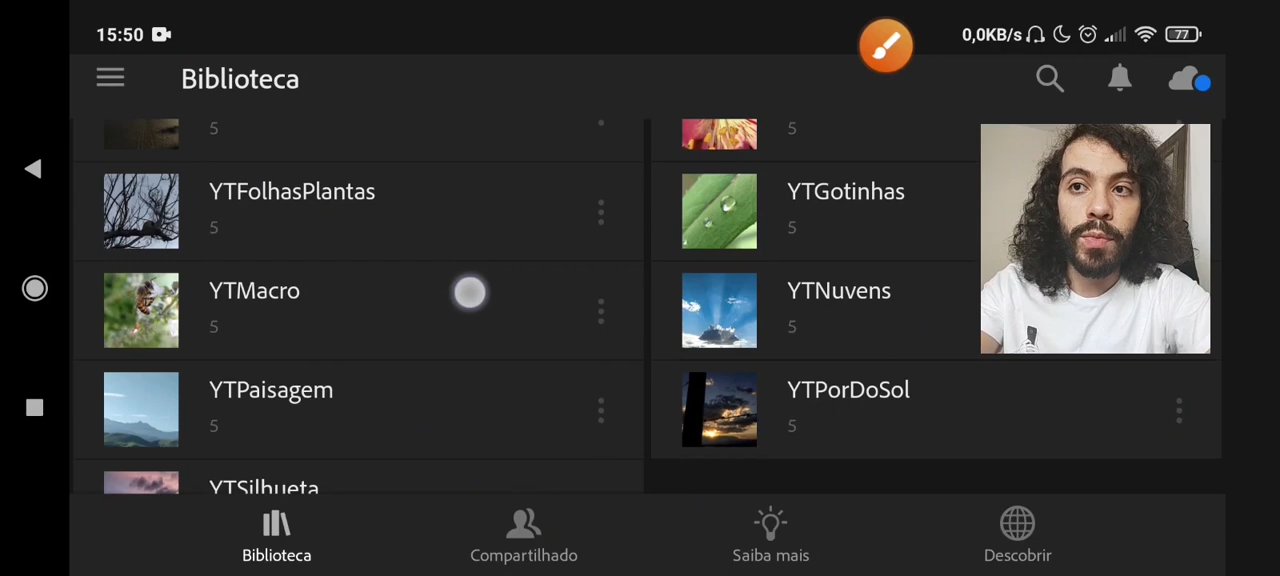 15:50
0,0KB/s
77
Biblioteca
5
5
YTFolhasPlantas
5
YTGotinhas
5
YTMacro
5
YTNuvens
5
YTPaisagem
5
YTPorDoSol
5
YTSilhueta
Biblioteca
Compartilhado
Saiba mais
Descobrir